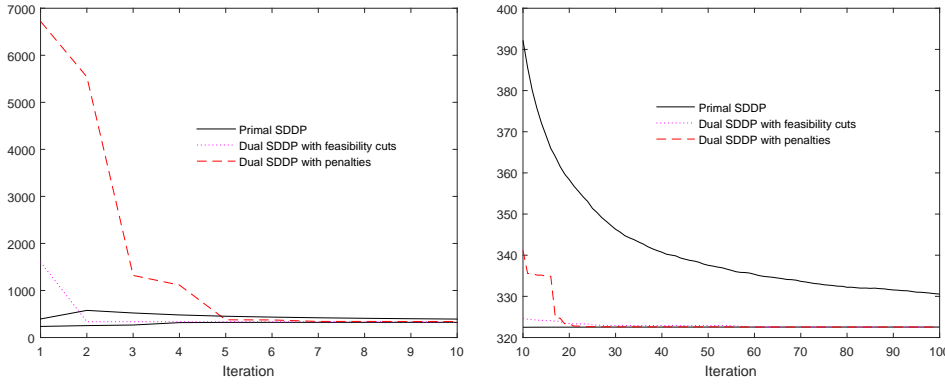 7000
6000
5000
4000
3000
2000
1000
0
Primal SDDP
Dual SDDP with feasibility cuts
Dual SDDP with penalties
1 2 3 4 5 6 7 8 9 10
Iteration
400
390
380
370
360
350
340
330
320
Primal SDDP
Dual SDDP with feasibility cuts
Dual SDDP with penalties
10 20 30 40 50 60 70 80 90 100
Iteration